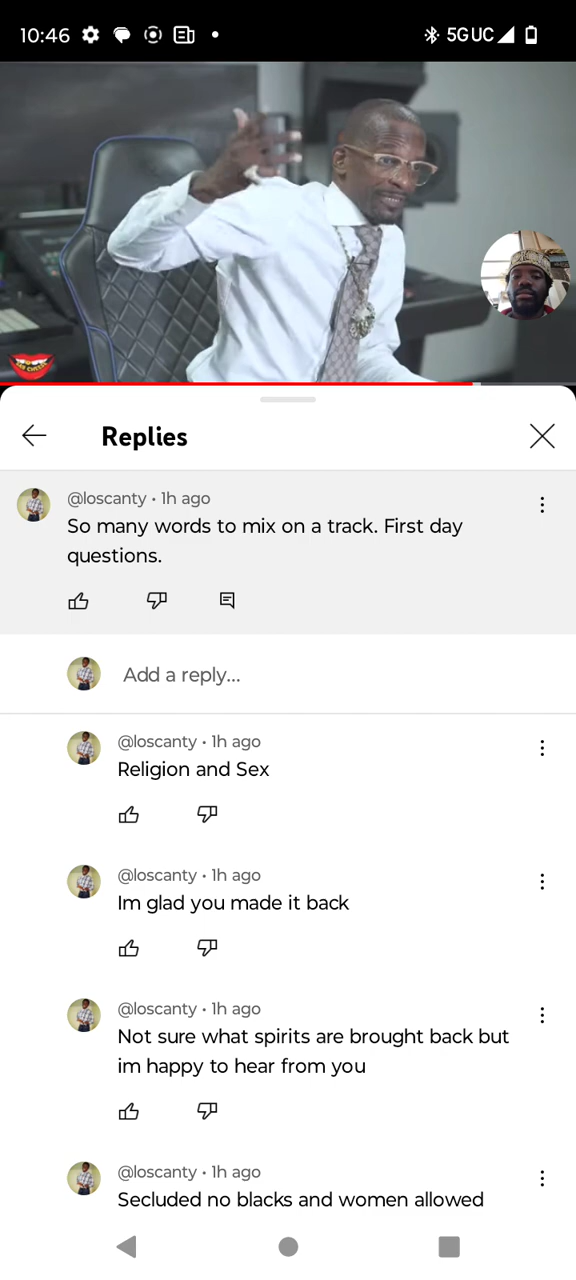 10:46
5G UC
Replies
@loscanty · 1h ago
So many words to mix on a track. First day
questions.
Add a reply...
@loscanty · 1h ago
Religion and Sex
@loscanty · 1h ago
Im glad you made it back
@loscanty · 1h ago
Not sure what spirits are brought back but
im happy to hear from you
@loscanty · 1h ago
Secluded no blacks and women allowed